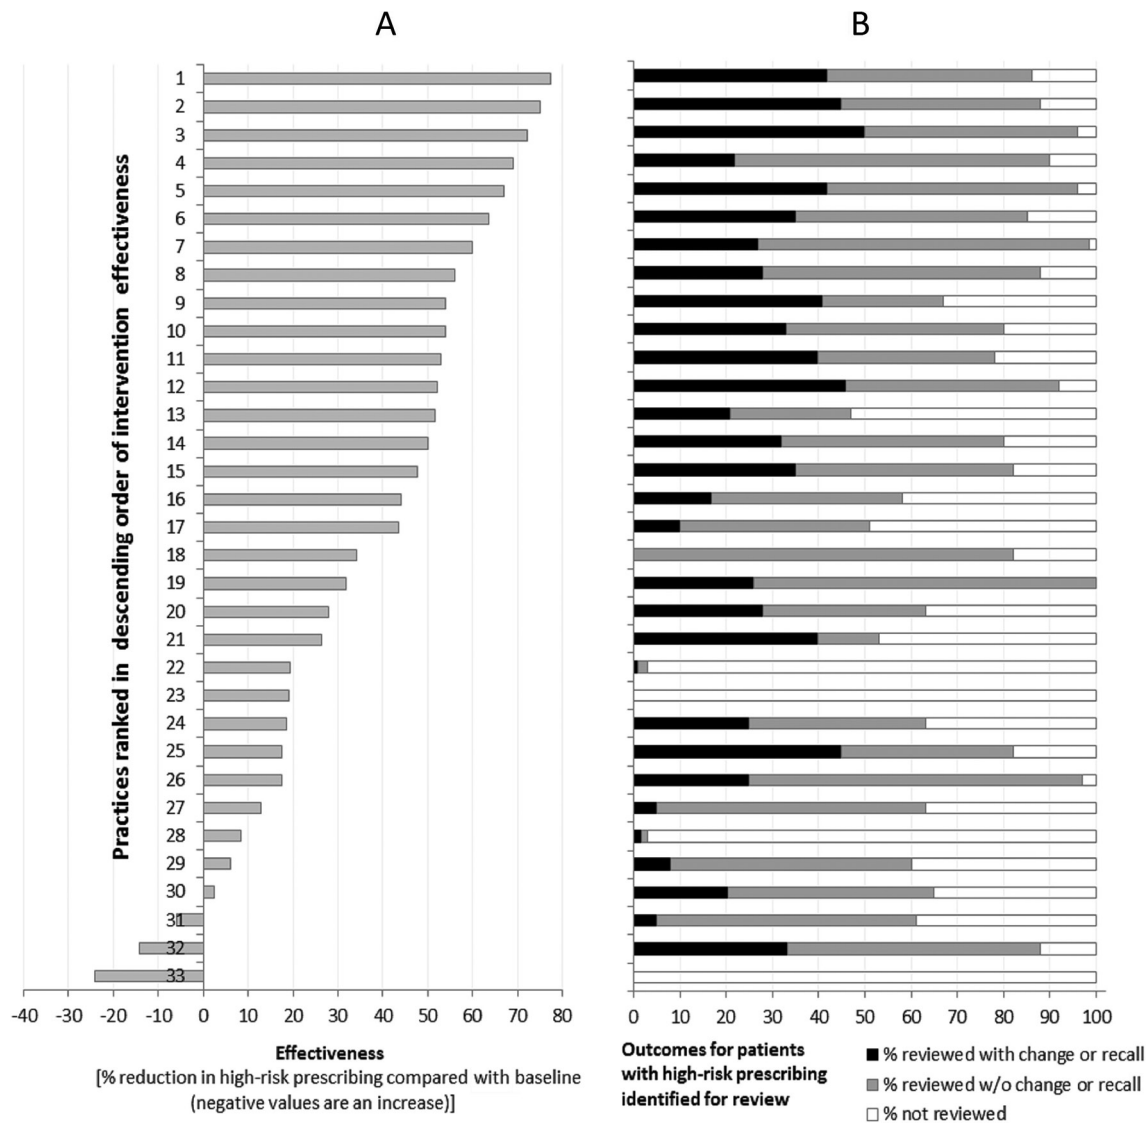 A
B
Practices ranked in descending order of intervention effectiveness
1
2
3
4
5
6
7
8
9
10
11
12
13
14
15
16
17
18
19
20
21
22
23
24
25
26
27
28
29
30
31
32
33
-40 -30 -20 -10 0 10 20 30 40 50 60 70 80
Effectiveness
[% reduction in high-risk prescribing compared with baseline
(negative values are an increase)]
0 10 20 30 40 50 60 70 80 90 100
Outcomes for patients
with high-risk prescribing
identified for review
% reviewed with change or recall
% reviewed w/o change or recall
% not reviewed